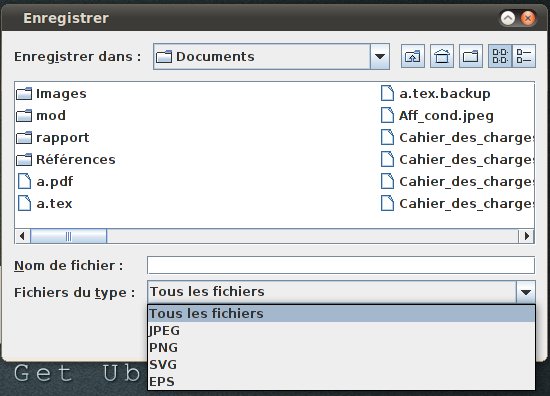 Enregistrer
Enregistrer dans :
Documents
Images
mod
rapport
Références
a.pdf
a.tex
a.tex.backup
Aff_cond.jpeg
Cahier_des_charges
Cahier_des_charges
Cahier_des_charges
Cahier_des_charges
Nom de fichier :
Fichiers du type :
Tous les fichiers
Tous les fichiers
JPEG
PNG
SVG
EPS
Get Ub